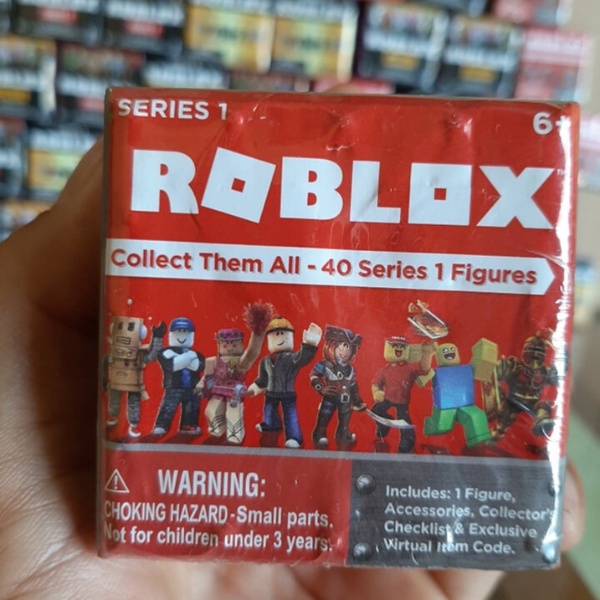 SERIES 1
6+
ROBLOX
Collect Them All - 40 Series 1 Figures
WARNING:
CHOKING HAZARD-Small parts.
Not for children under 3 years.
Includes: 1 Figure,
Accessories, Collector's
Checklist & Exclusive
Virtual Item Code.